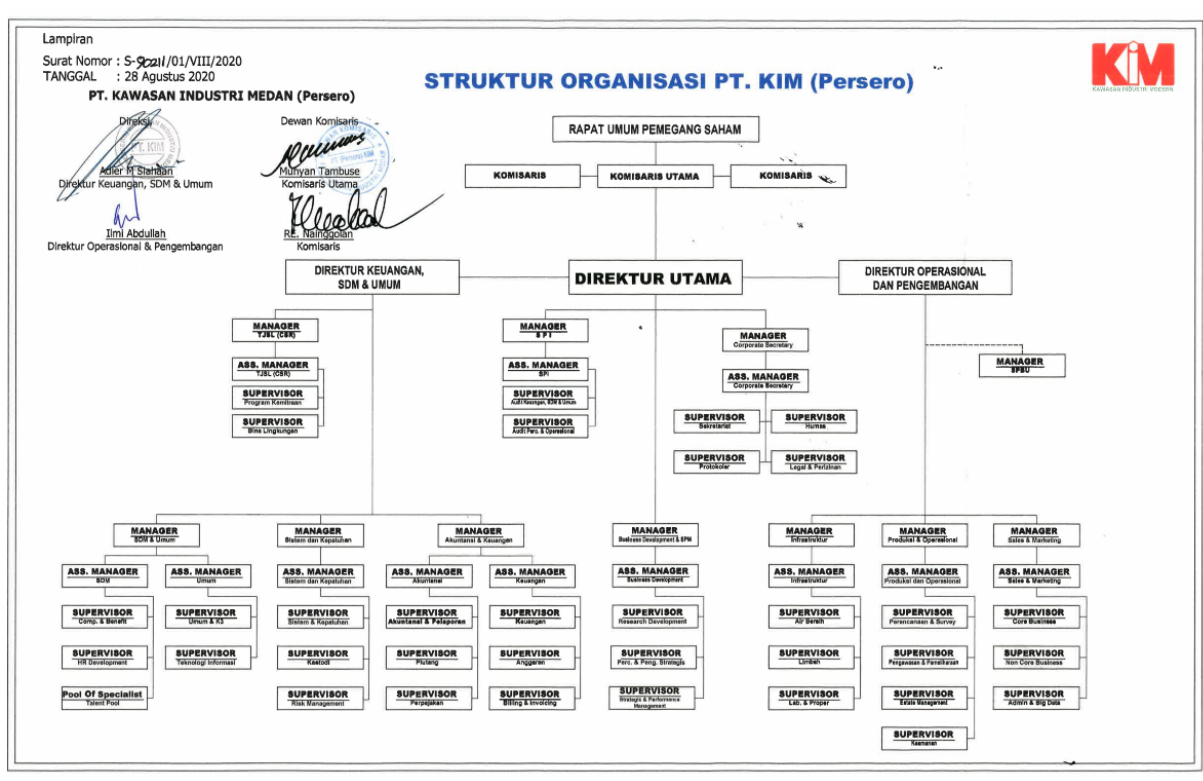 Lampiran
Surat Nomor : S-90211/01/VIII/2020
TANGGAL : 28 Agustus 2020
PT. KAWASAN INDUSTRI MEDAN (Persero)
Direksi
Dewan Komisaris
PT. KIM
Adler M Siahaan
Direktur Keuangan, SDM & Umum
Muryan Tambuse
Komisaris Utama
Ilmi Abdullah
Direktur Operasional & Pengembangan
RE. Nainggolan
Komisaris
STRUKTUR ORGANISASI PT. KIM (Persero)
KIM
KAWASAN INDUSTRI MEDAN
RAPAT UMUM PEMEGANG SAHAM
KOMISARIS
KOMISARIS UTAMA
KOMISARIS
DIREKTUR KEUANGAN,
SDM & UMUM
DIREKTUR UTAMA
DIREKTUR OPERASIONAL
DAN PENGEMBANGAN
MANAGER
TJSL (CSR)
ASS. MANAGER
TJSL (CSR)
SUPERVISOR
Program Kemitraan
SUPERVISOR
Bina Lingkungan
MANAGER
S P I
ASS. MANAGER
SPI
SUPERVISOR
Audit Keuangan, SDM & Umum
SUPERVISOR
Audit Perc. & Operasional
MANAGER
Corporate Secretary
ASS. MANAGER
Corporate Secretary
SUPERVISOR
Sekretariat
SUPERVISOR
Humas
SUPERVISOR
Protokoler
SUPERVISOR
Legal & Perizinan
MANAGER
SPBU
MANAGER
SDM & Umum
ASS. MANAGER
SDM
SUPERVISOR
Comp. & Benefit
SUPERVISOR
HR Development
Pool Of Specialist
Talent Pool
ASS. MANAGER
Umum
SUPERVISOR
Umum & K3
SUPERVISOR
Teknologi Informasi
MANAGER
Sistem dan Kepatuhan
ASS. MANAGER
Sistem dan Kepatuhan
SUPERVISOR
Sistem & Kepatuhan
SUPERVISOR
Kastodi
SUPERVISOR
Risk Management
MANAGER
Akuntansi & Keuangan
ASS. MANAGER
Akuntansi
SUPERVISOR
Akuntansi & Pelaporan
SUPERVISOR
Piutang
SUPERVISOR
Perpajakan
ASS. MANAGER
Keuangan
SUPERVISOR
Keuangan
SUPERVISOR
Anggaran
SUPERVISOR
Billing & Invoicing
MANAGER
Business Development & SPM
ASS. MANAGER
Business Development
SUPERVISOR
Research Development
SUPERVISOR
Perc. & Peng. Strategis
SUPERVISOR
Strategic & Performance
Management
MANAGER
Infrastruktur
ASS. MANAGER
Infrastruktur
SUPERVISOR
Air Bersih
SUPERVISOR
Limbah
SUPERVISOR
Lab. & Proper
MANAGER
Produksi & Operasional
ASS. MANAGER
Produksi dan Operasional
SUPERVISOR
Perencanaan & Survey
SUPERVISOR
Pengawasan & Pemeliharaan
SUPERVISOR
Estate Management
SUPERVISOR
Keamanan
MANAGER
Sales & Marketing
ASS. MANAGER
Sales & Marketing
SUPERVISOR
Core Business
SUPERVISOR
Non Core Business
SUPERVISOR
Admin & Big Data